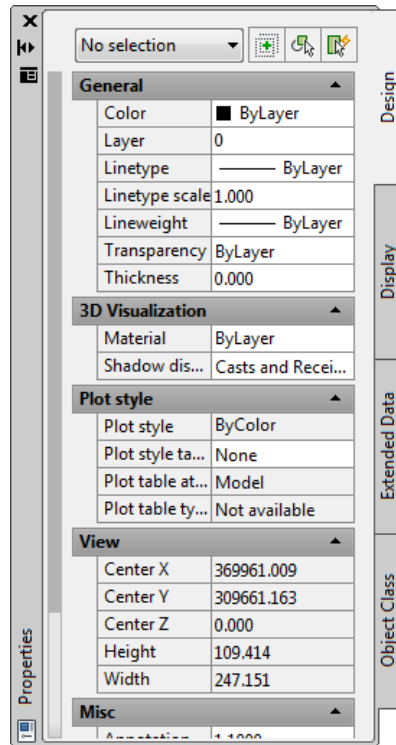 No selection
General
Color ByLayer
Layer 0
Linetype ByLayer
Linetype scale 1.000
Lineweight ByLayer
Transparency ByLayer
Thickness 0.000
3D Visualization
Material ByLayer
Shadow dis... Casts and Recei...
Plot style
Plot style ByColor
Plot style ta... None
Plot table at... Model
Plot table ty... Not available
View
Center X 369961.009
Center Y 309661.163
Center Z 0.000
Height 109.414
Width 247.151
Misc
Annotation 1:1000
Design
Display
Extended Data
Object Class
Properties